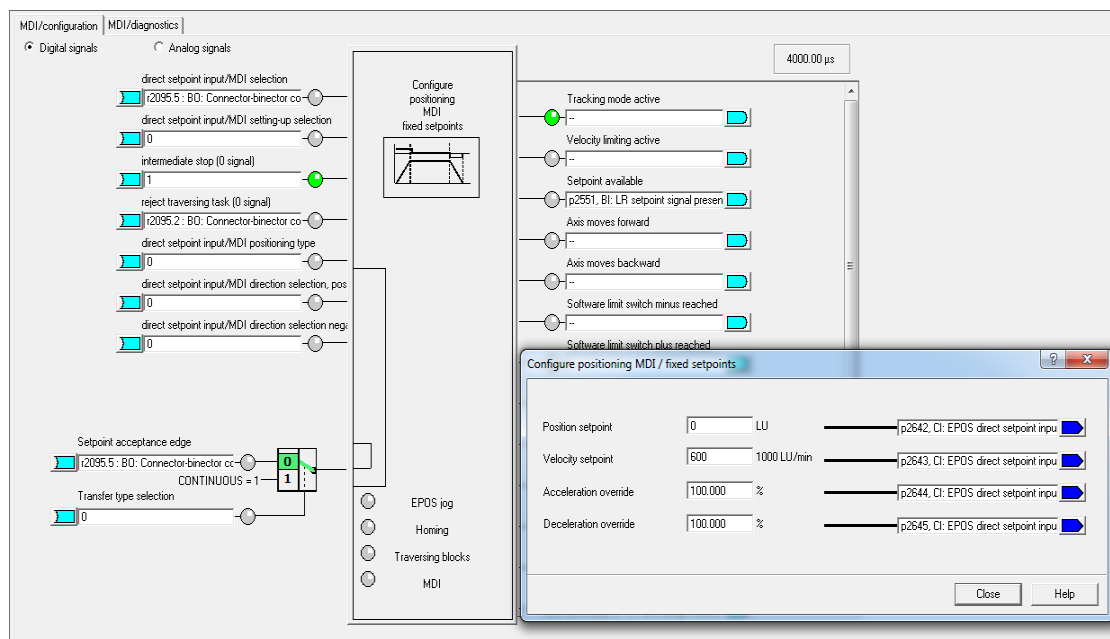 MDI/configuration
MDI/diagnostics
Digital signals
Analog signals
4000.00 µs
direct setpoint input/MDI selection
r2095.5 : BO: Connector-binector co
direct setpoint input/MDI setting-up selection
0
intermediate stop (0 signal)
1
reject traversing task (0 signal)
r2095.2 : BO: Connector-binector co
direct setpoint input/MDI positioning type
0
direct setpoint input/MDI direction selection, pos
0
direct setpoint input/MDI direction selection nega
0
Setpoint acceptance edge
r2095.5 : BO: Connector-binector cc
CONTINUOUS = 1
0
1
Transfer type selection
0
Configure
positioning
MDI
fixed setpoints
EPOS jog
Homing
Traversing blocks
MDI
Tracking mode active
--
Velocity limiting active
--
Setpoint available
p2551, BI: LR setpoint signal presen
Axis moves forward
--
Axis moves backward
--
Software limit switch minus reached
--
Software limit switch plus reached
Configure positioning MDI / fixed setpoints
?
Position setpoint 0 LU p2642, CI: EPOS direct setpoint inpu
Velocity setpoint 600 1000 LU/min p2643, CI: EPOS direct setpoint inpu
Acceleration override 100.000 % p2644, CI: EPOS direct setpoint inpu
Deceleration override 100.000 % p2645, CI: EPOS direct setpoint inpu
Close
Help